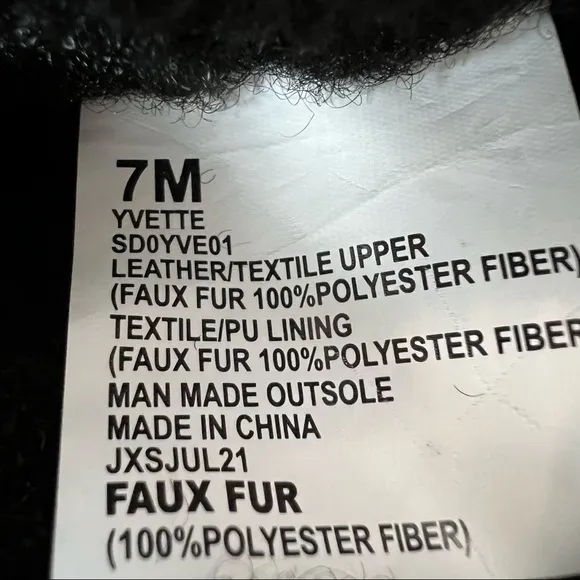 7M
YVETTE
SD0YVE01
LEATHER/TEXTILE UPPER
(FAUX FUR 100%POLYESTER FIBER)
TEXTILE/PU LINING
(FAUX FUR 100%POLYESTER FIBER
MAN MADE OUTSOLE
MADE IN CHINA
JXSJUL21
FAUX FUR
(100%POLYESTER FIBER)